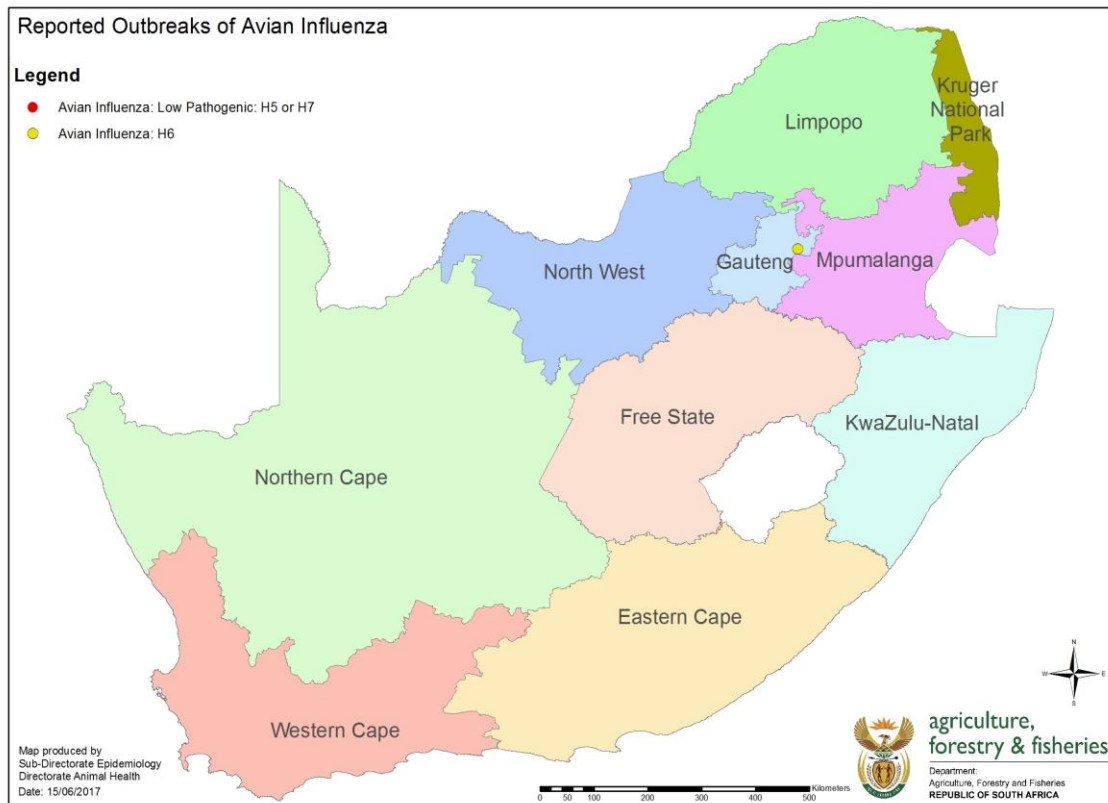 Reported Outbreaks of Avian Influenza
Legend
Avian Influenza: Low Pathogenic: H5 or H7
Avian Influenza: H6
Limpopo
Kruger
National
Park
North West
Gauteng
Mpumalanga
Free State
KwaZulu-Natal
Northern Cape
Eastern Cape
Western Cape
N
W
E
S
Map produced by
Sub-Directorate Epidemiology
Directorate Animal Health
Date: 15/06/2017
Kilometers
0 50 100 200 300 400 500
agriculture,
forestry & fisheries
Department:
Agriculture, Forestry and Fisheries
REPUBLIC OF SOUTH AFRICA